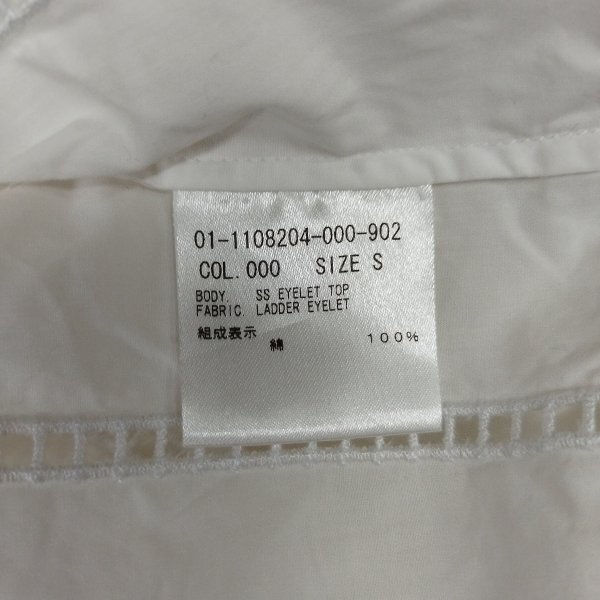 01-1108204-000-902
COL.000 SIZE S
BODY. SS EYELET TOP
FABRIC. LADDER EYELET
組成表示
綿 100%